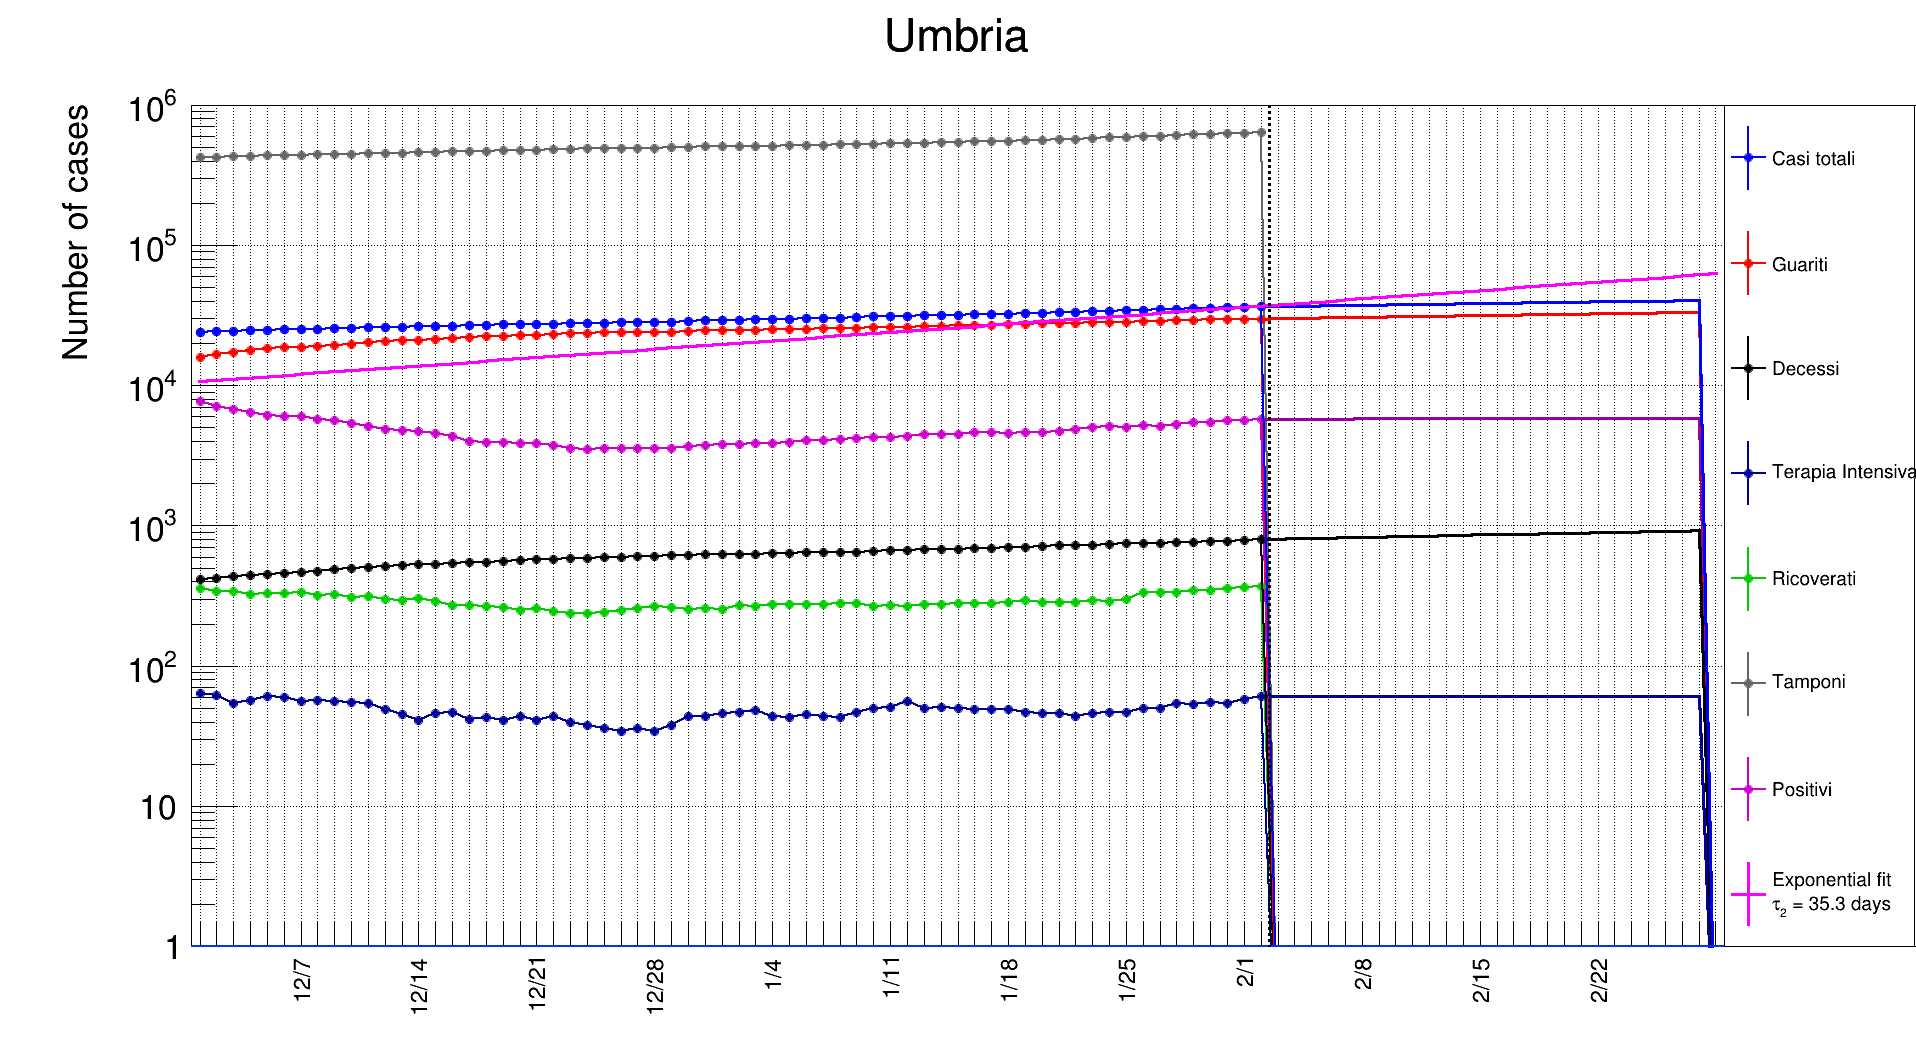 Umbria
Number of cases
10^6
10^5
10^4
10^3
10^2
10
1
12/7
12/14
12/21
12/28
1/4
1/11
1/18
1/25
2/1
2/8
2/15
2/22
Casi totali
Guariti
Decessi
Terapia Intensiva
Ricoverati
Tamponi
Positivi
Exponential fit
τ_2 = 35.3 days